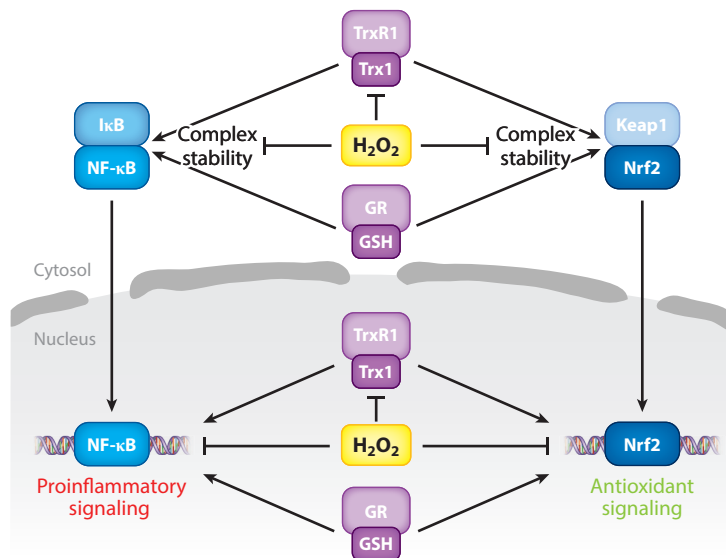 TrxR1
Trx1
IκB
NF-κB
Complex
stability
H₂O₂
Complex
stability
Keap1
Nrf2
GR
GSH
Cytosol
Nucleus
TrxR1
Trx1
NF-κB
H₂O₂
Nrf2
Proinflammatory
signaling
GR
GSH
Antioxidant
signaling